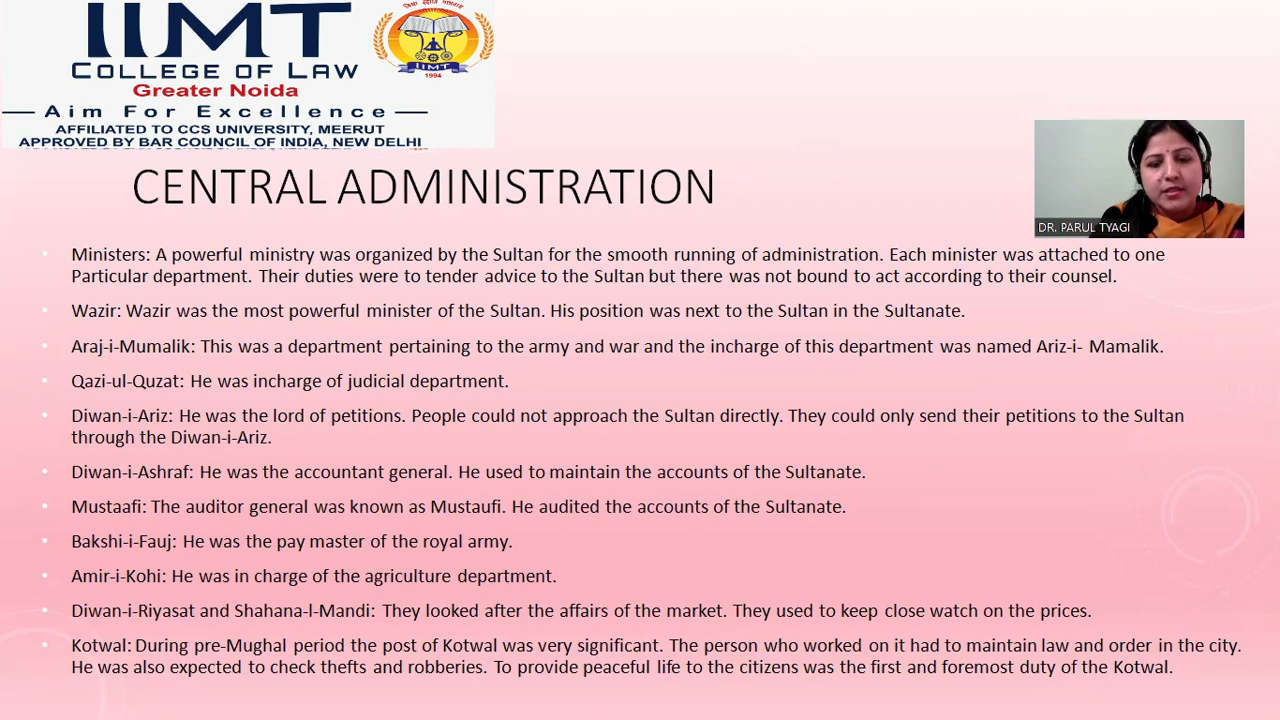 IIMT
COLLEGE OF LAW
Greater Noida
Aim For Excellence
AFFILIATED TO CCS UNIVERSITY, MEERUT
APPROVED BY BAR COUNCIL OF INDIA, NEW DELHI
IIMT
1994
CENTRAL ADMINISTRATION
DR. PARUL TYAGI
Ministers: A powerful ministry was organized by the Sultan for the smooth running of administration. Each minister was attached to one
Particular department. Their duties were to tender advice to the Sultan but there was not bound to act according to their counsel.
Wazir: Wazir was the most powerful minister of the Sultan. His position was next to the Sultan in the Sultanate.
Araj-i-Mumalik: This was a department pertaining to the army and war and the incharge of this department was named Ariz-i- Mamalik.
Qazi-ul-Quzat: He was incharge of judicial department.
Diwan-i-Ariz: He was the lord of petitions. People could not approach the Sultan directly. They could only send their petitions to the Sultan
through the Diwan-i-Ariz.
Diwan-i-Ashraf: He was the accountant general. He used to maintain the accounts of the Sultanate.
Mustaafi: The auditor general was known as Mustaufi. He audited the accounts of the Sultanate.
Bakshi-i-Fauj: He was the pay master of the royal army.
Amir-i-Kohi: He was in charge of the agriculture department.
Diwan-i-Riyasat and Shahana-l-Mandi: They looked after the affairs of the market. They used to keep close watch on the prices.
Kotwal: During pre-Mughal period the post of Kotwal was very significant. The person who worked on it had to maintain law and order in the city.
He was also expected to check thefts and robberies. To provide peaceful life to the citizens was the first and foremost duty of the Kotwal.